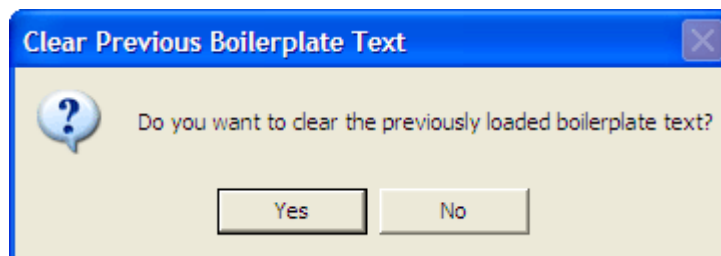 Clear Previous Boilerplate Text
Do you want to clear the previously loaded boilerplate text?
Yes No